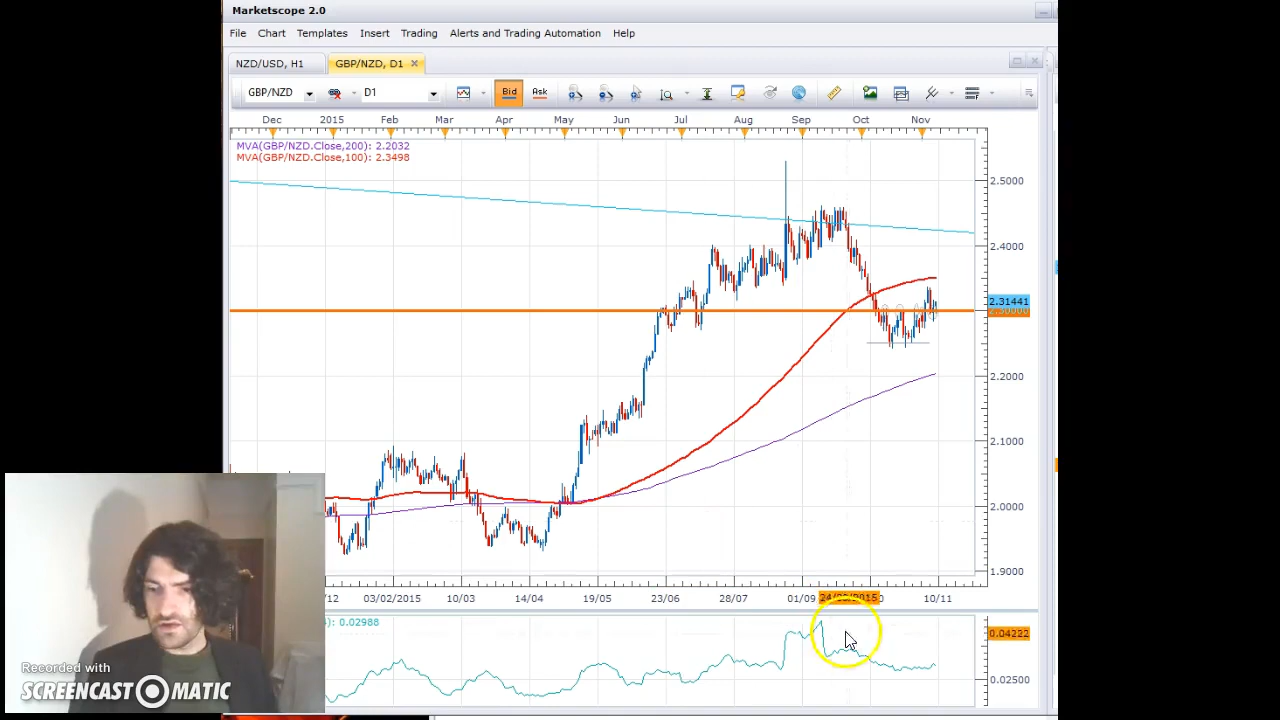 Marketscope 2.0
File Chart Templates Insert Trading Alerts and Trading Automation Help
NZD/USD, H1 GBP/NZD, D1
GBP/NZD D1 Bid Ask
Dec 2015 Feb Mar Apr May Jun Jul Aug Sep Oct Nov
MVA(GBP/NZD.Close,200): 2.2032
MVA(GBP/NZD.Close,100): 2.3498
2.5000
2.4000
2.31441
2.2000
2.1000
2.0000
1.9000
/12 03/02/2015 10/03 14/04 19/05 23/06 28/07 01/09 10/11
): 0.02988
0.04222
0.02500
Recorded with
SCREENCAST MATIC